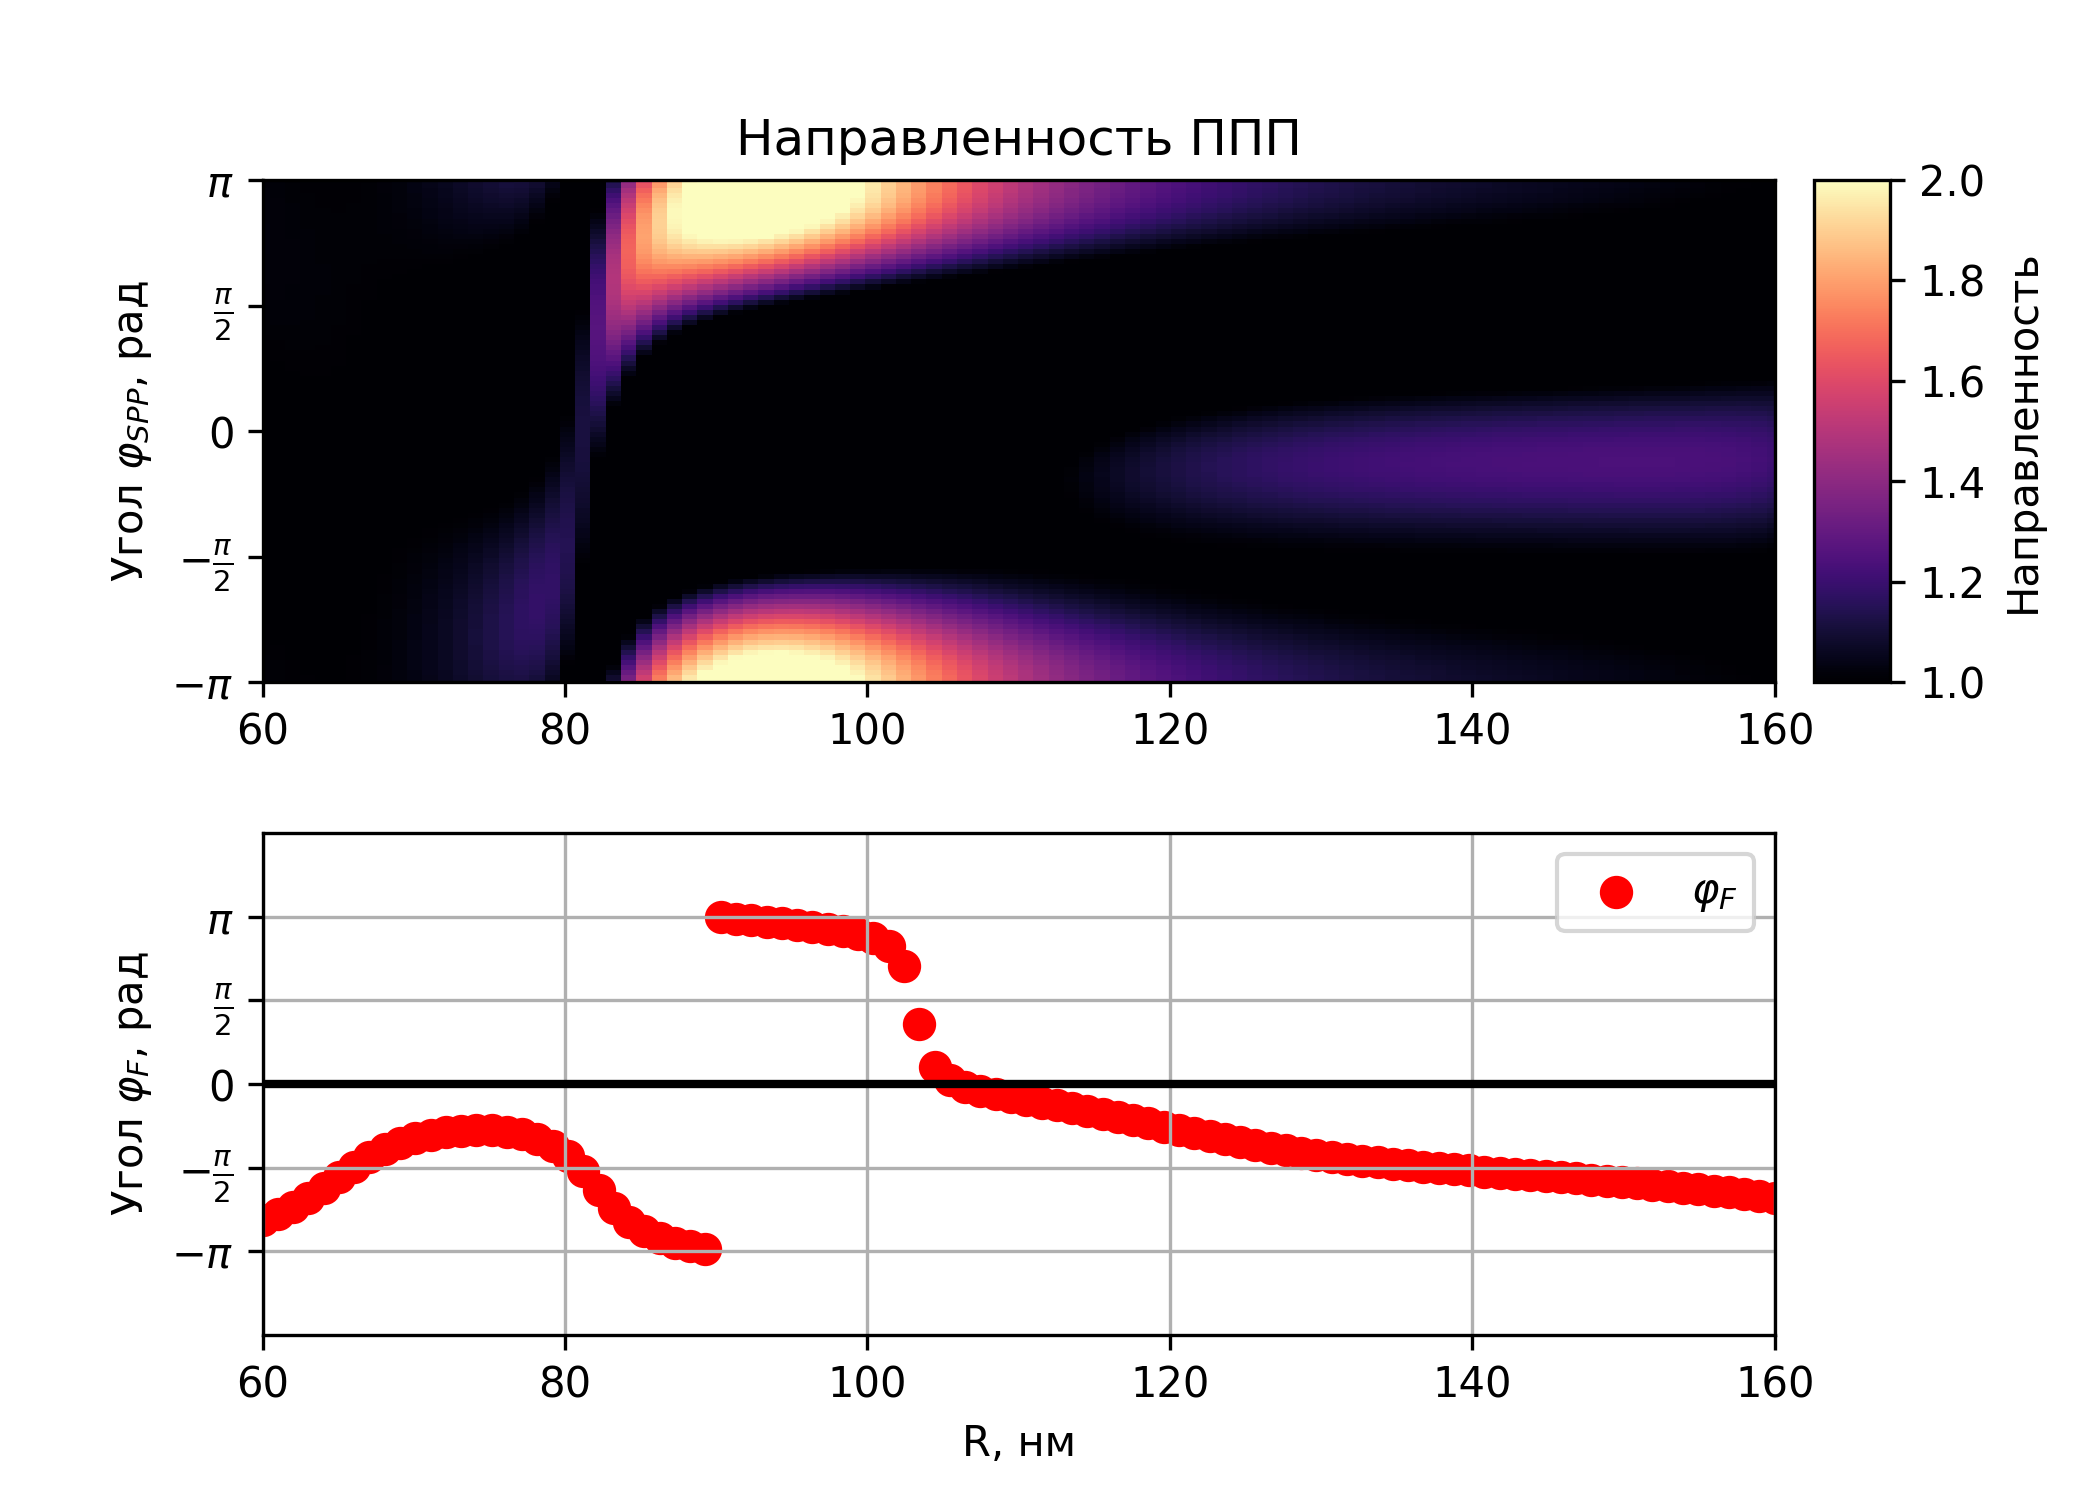 Направленность ППП
π
π/2
0
−π/2
−π
Угол φ_SPP, рад
60 80 100 120 140 160
2.0
1.8
1.6
1.4
1.2
1.0
Направленность
π
π/2
0
−π/2
−π
Угол φ_F, рад
φ_F
60 80 100 120 140 160
R, нм